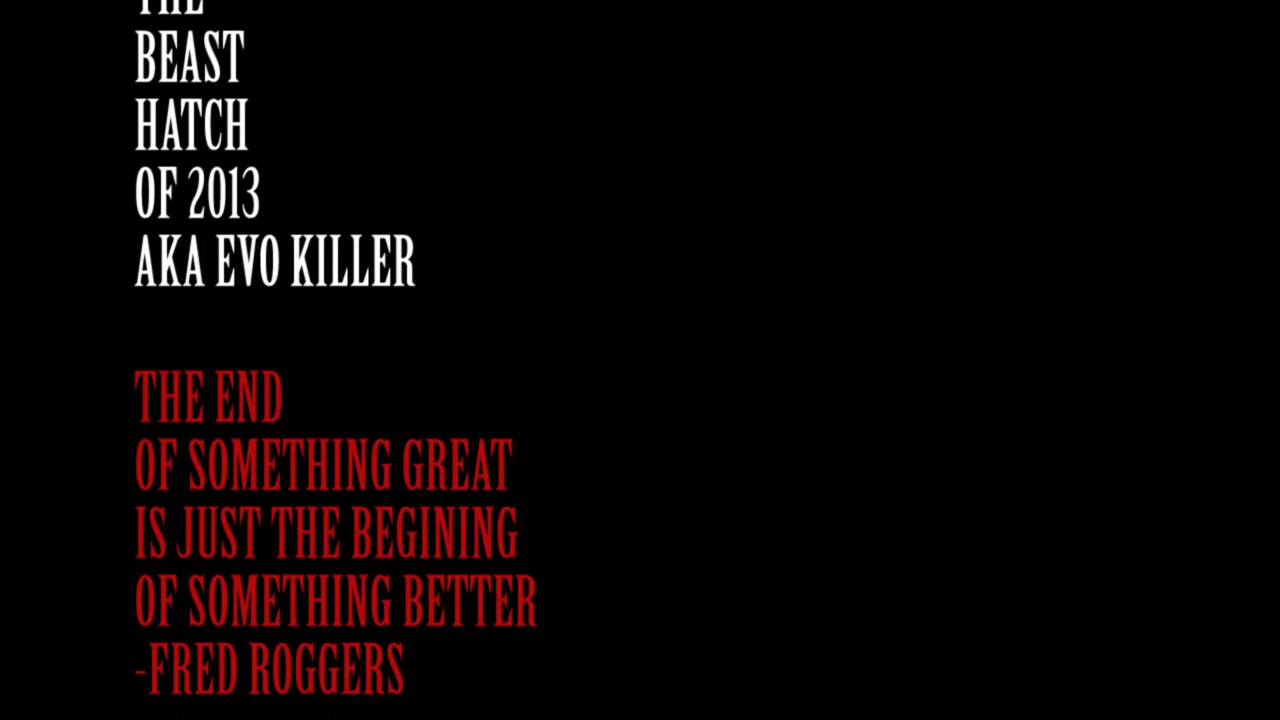 THE
BEAST
HATCH
OF 2013
AKA EVO KILLER
THE END
OF SOMETHING GREAT
IS JUST THE BEGINING
OF SOMETHING BETTER
-FRED ROGGERS